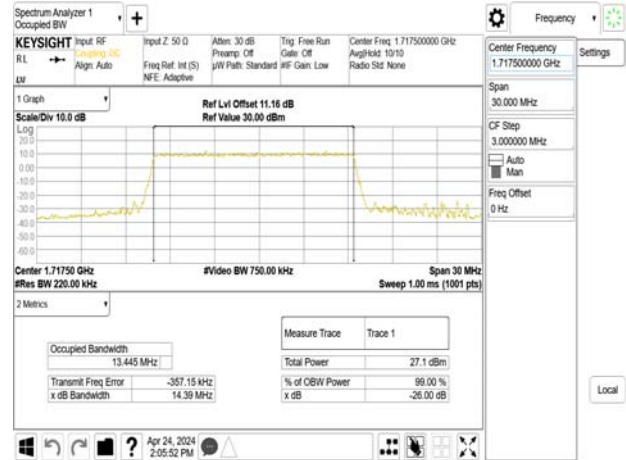 Spectrum Analyzer 1
Occupied BW
Frequency
KEYSIGHT
RL
Input: RF
Coupling: DC
Align: Auto
Input Z: 50 Ω
Freq Ref: Int (S)
NFE: Adaptive
Atten: 30 dB
Preamp: Off
µW Path: Standard
Trig: Free Run
Gate: Off
#IF Gain: Low
Center Freq: 1.717500000 GHz
Avg|Hold: 10/10
Radio Std: None
Center Frequency
1.717500000 GHz
Settings
Span
30.000 MHz
CF Step
3.000000 MHz
Auto
Man
Freq Offset
0 Hz
Local
1 Graph
Scale/Div 10.0 dB
Ref Lvl Offset 11.16 dB
Ref Value 30.00 dBm
Log
20.0
10.0
0.00
-10.0
-20.0
-30.0
-40.0
-50.0
-60.0
Center 1.71750 GHz
#Video BW 750.00 kHz
Span 30 MHz
#Res BW 220.00 kHz
Sweep 1.00 ms (1001 pts)
2 Metrics
Measure Trace
Trace 1
Occupied Bandwidth
13.445 MHz
Total Power
27.1 dBm
Transmit Freq Error
-357.15 kHz
% of OBW Power
99.00 %
x dB Bandwidth
14.39 MHz
x dB
-26.00 dB
Apr 24, 2024
2:05:52 PM